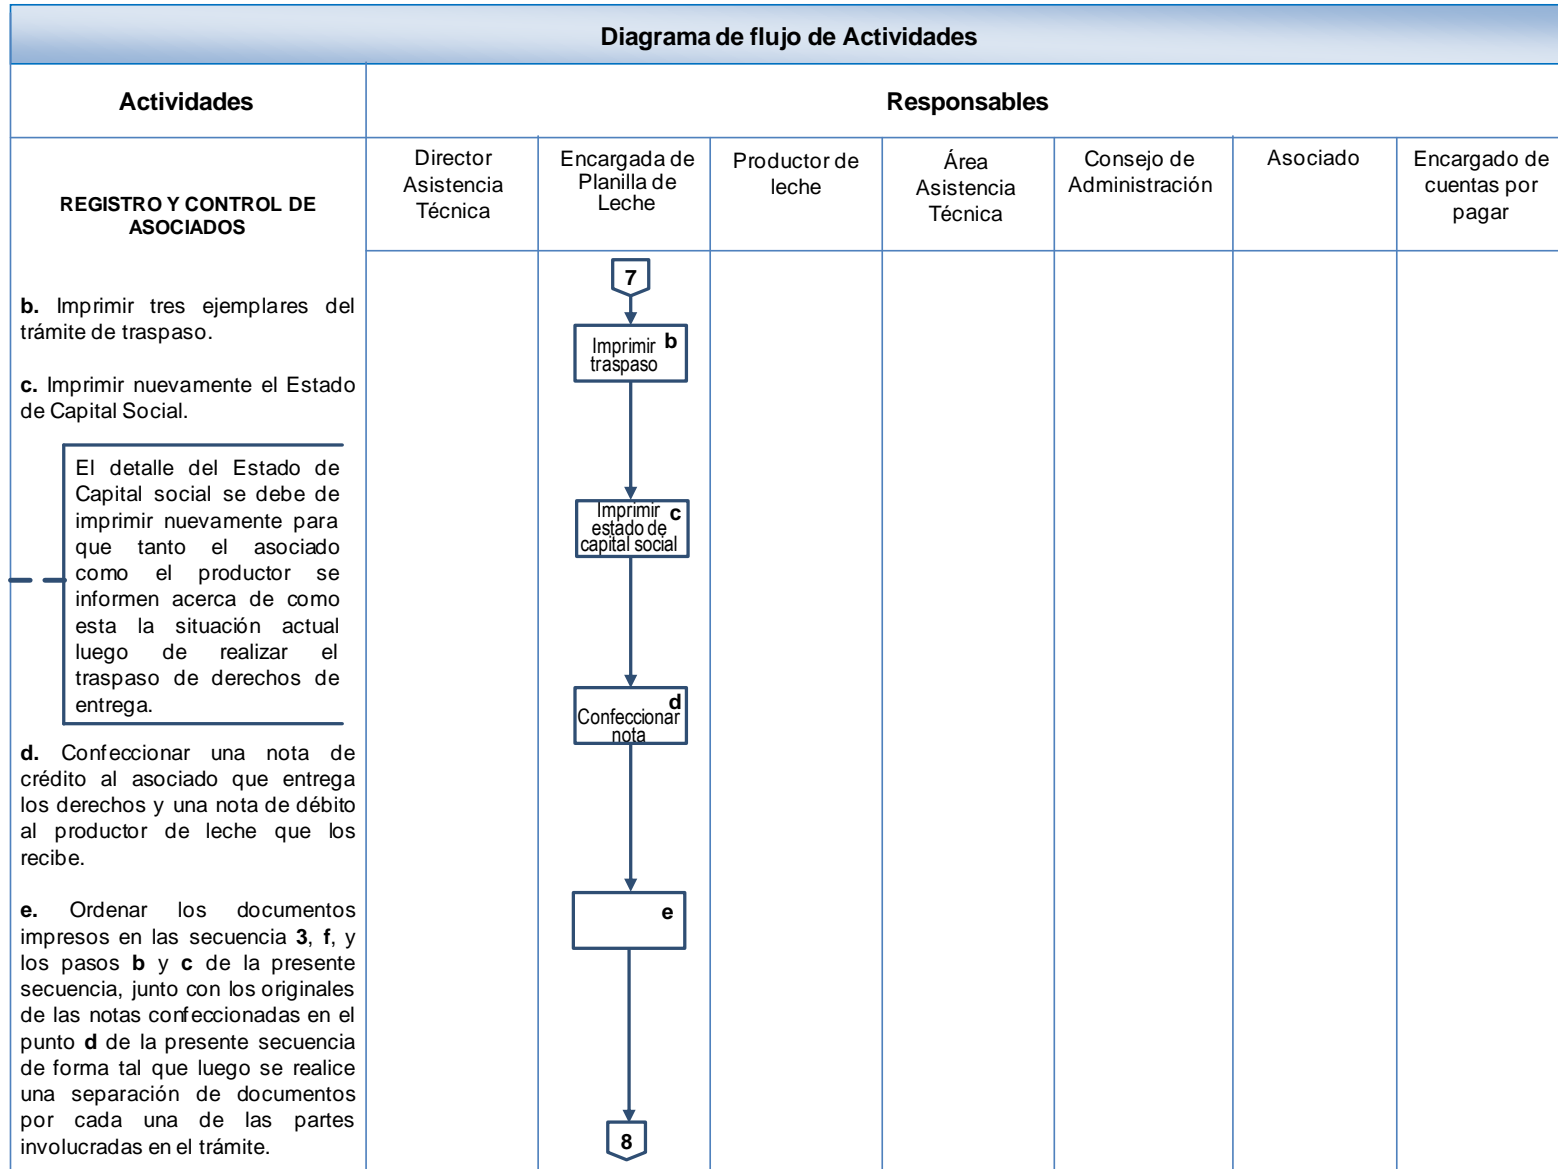 Diagrama de flujo de Actividades
Actividades
Responsables
REGISTRO Y CONTROL DE
ASOCIADOS
Director
Asistencia
Técnica
Encargada de
Planilla de
Leche
Productor de
leche
Área
Asistencia
Técnica
Consejo de
Administración
Asociado
Encargado de
cuentas por
pagar
b. Imprimir tres ejemplares del
trámite de traspaso.
c. Imprimir nuevamente el Estado
de Capital Social.
El detalle del Estado de
Capital social se debe de
imprimir nuevamente para
que tanto el asociado
como el productor se
informen acerca de como
esta la situación actual
luego de realizar el
traspaso de derechos de
entrega.
d. Confeccionar una nota de
crédito al asociado que entrega
los derechos y una nota de débito
al productor de leche que los
recibe.
e. Ordenar los documentos
impresos en las secuencia 3, f, y
los pasos b y c de la presente
secuencia, junto con los originales
de las notas confeccionadas en el
punto d de la presente secuencia
de forma tal que luego se realice
una separación de documentos
por cada una de las partes
involucradas en el trámite.
7
Imprimir b
traspaso
Imprimir c
estado de
capital social
d
Confeccionar
nota
e
8